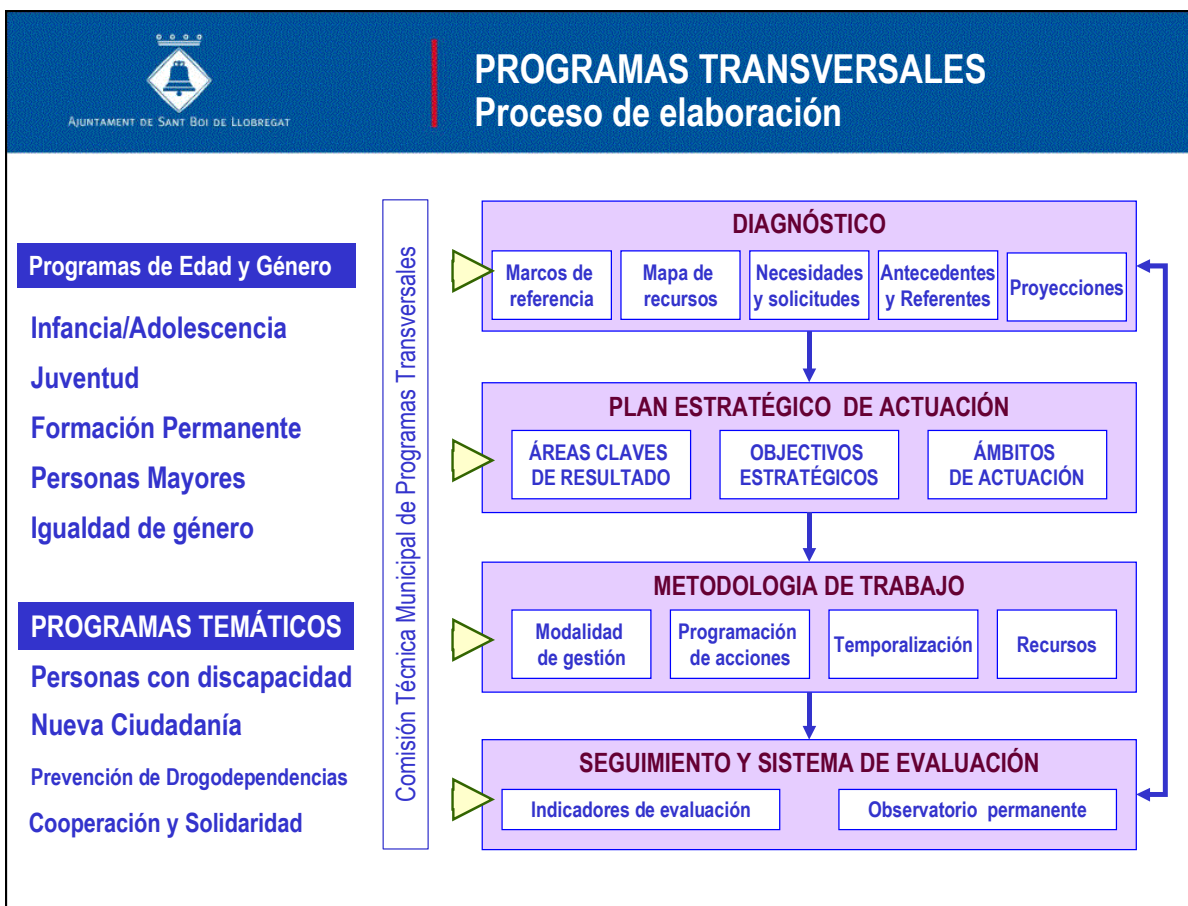 AJUNTAMENT DE SANT BOI DE LLOBREGAT
PROGRAMAS TRANSVERSALES
Proceso de elaboración
Programas de Edad y Género
Infancia/Adolescencia
Juventud
Formación Permanente
Personas Mayores
Igualdad de género
PROGRAMAS TEMÁTICOS
Personas con discapacidad
Nueva Ciudadanía
Prevención de Drogodependencias
Cooperación y Solidaridad
Comisión Técnica Municipal de Programas Transversales
DIAGNÓSTICO
Marcos de
referencia
Mapa de
recursos
Necesidades
y solicitudes
Antecedentes
y Referentes
Proyecciones
PLAN ESTRATÉGICO DE ACTUACIÓN
ÁREAS CLAVES
DE RESULTADO
OBJECTIVOS
ESTRATÉGICOS
ÁMBITOS
DE ACTUACIÓN
METODOLOGIA DE TRABAJO
Modalidad
de gestión
Programación
de acciones
Temporalización
Recursos
SEGUIMIENTO Y SISTEMA DE EVALUACIÓN
Indicadores de evaluación
Observatorio permanente